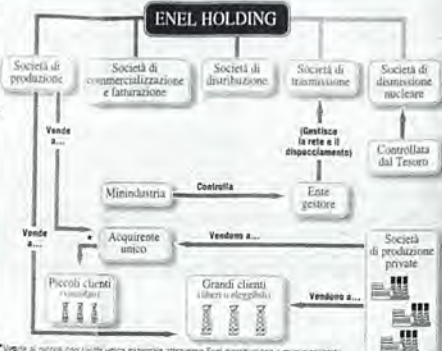 ENEL HOLDING
Società di
produzione
Società di
commercializzazione
e fatturazione
Società di
distribuzione
Società di
trasmissione
Società di
dismissione
nucleare
Vende
a...
(Gestisce
la rete e il
dispacciamento)
Controllata
dal Tesoro
Minindustria
Controlla
Ente
gestore
Vende
a...
*
Acquirente
unico
Vendono a...
Società
di produzione
private
Piccoli clienti
(vincolati)
Grandi clienti
(liberi o eleggibili)
Vendono a...